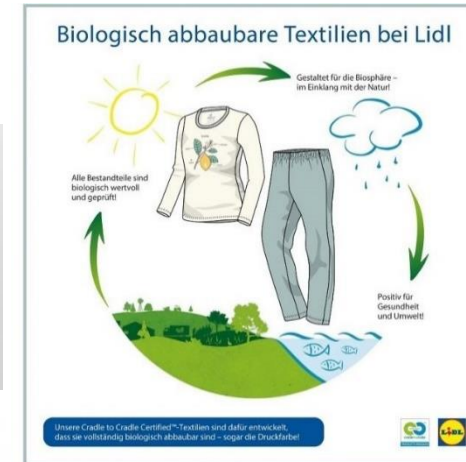 Biologisch abbaubare Textilien bei Lidl
Gestaltet für die Biosphäre –
im Einklang mit der Natur!
Alle Bestandteile sind
biologisch wertvoll
und geprüft!
Positiv für
Gesundheit
und Umwelt!
Unsere Cradle to Cradle Certified™-Textilien sind dafür entwickelt,
dass sie vollständig biologisch abbaubar sind – sogar die Druckfarbe!
LIDL